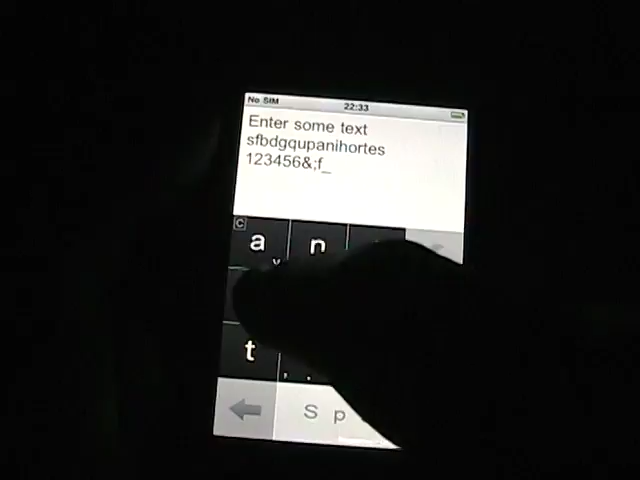 No SIM 22:33
Enter some text
sfbdgqupanihortes
123456&;f_
C
a n
v
t
, .
S p